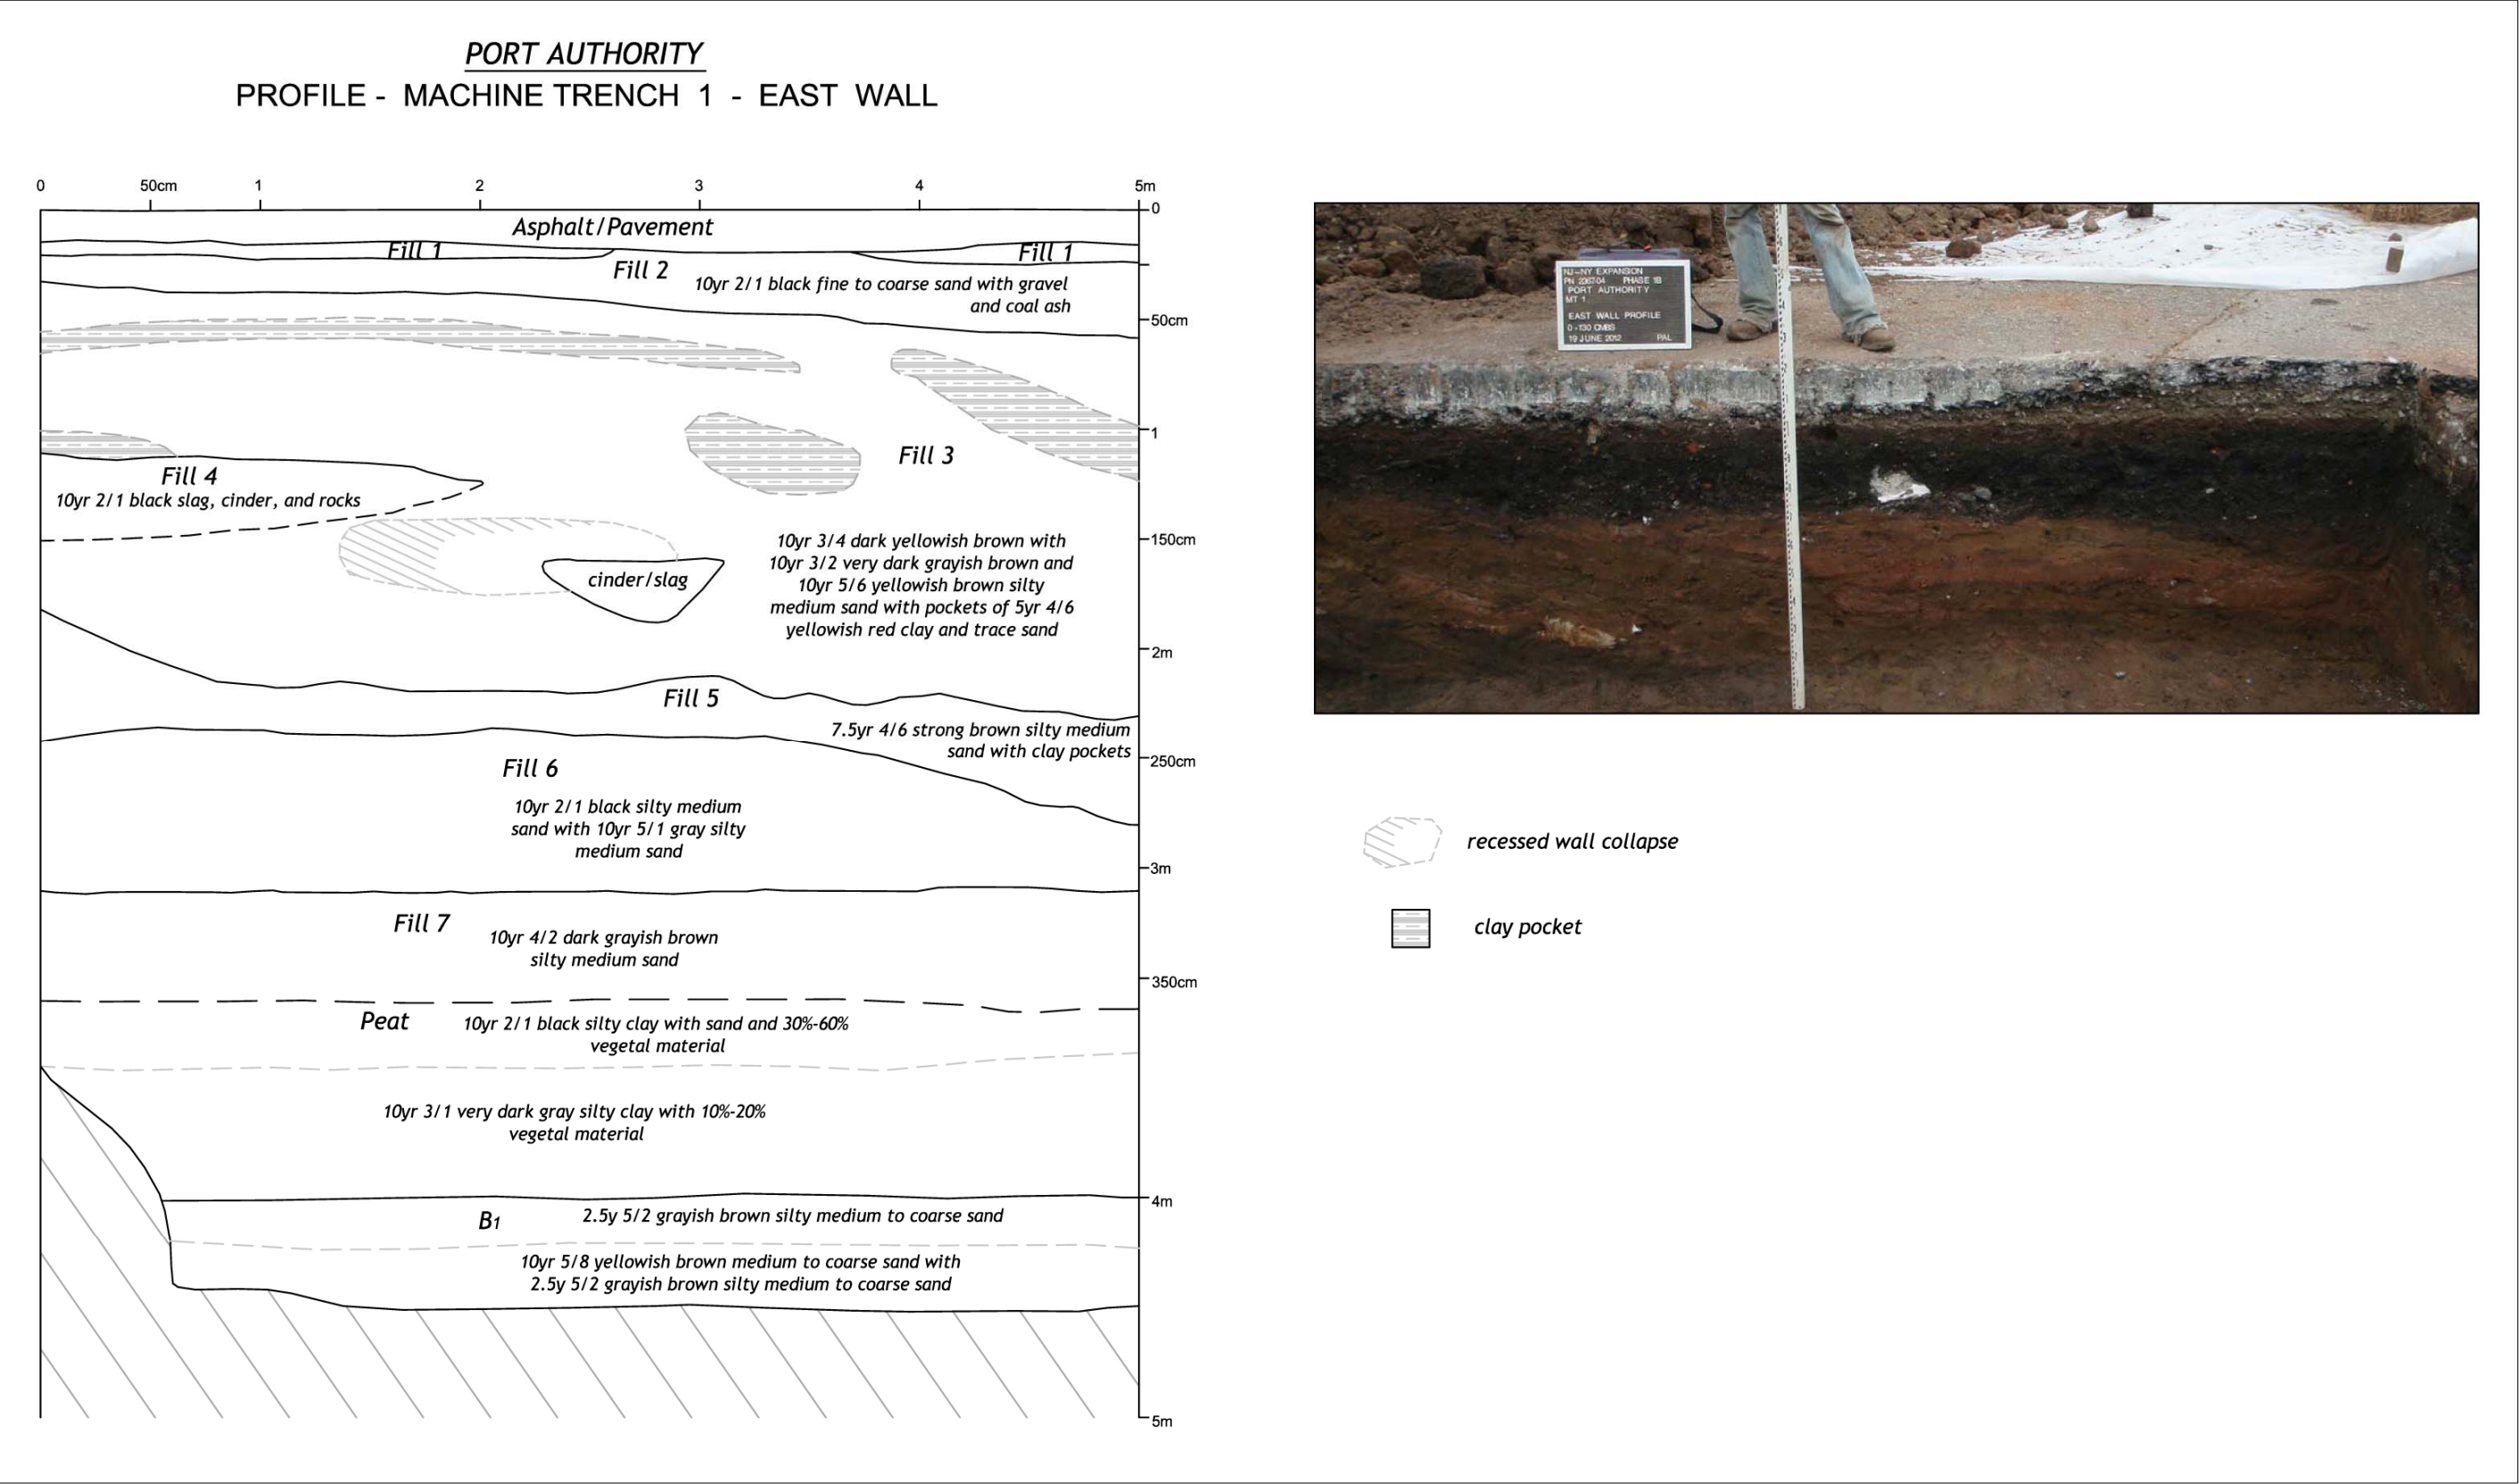 PORT AUTHORITY
PROFILE - MACHINE TRENCH 1 - EAST WALL
0 50cm 1 2 3 4 5m
0
Asphalt/Pavement
Fill 1
Fill 1
Fill 2
10yr 2/1 black fine to coarse sand with gravel
and coal ash
50cm
1
Fill 3
Fill 4
10yr 2/1 black slag, cinder, and rocks
150cm
10yr 3/4 dark yellowish brown with
10yr 3/2 very dark grayish brown and
10yr 5/6 yellowish brown silty
medium sand with pockets of 5yr 4/6
yellowish red clay and trace sand
cinder/slag
2m
Fill 5
7.5yr 4/6 strong brown silty medium
sand with clay pockets
250cm
Fill 6
10yr 2/1 black silty medium
sand with 10yr 5/1 gray silty
medium sand
3m
Fill 7
10yr 4/2 dark grayish brown
silty medium sand
350cm
Peat
10yr 2/1 black silty clay with sand and 30%-60%
vegetal material
10yr 3/1 very dark gray silty clay with 10%-20%
vegetal material
4m
B1
2.5y 5/2 grayish brown silty medium to coarse sand
10yr 5/8 yellowish brown medium to coarse sand with
2.5y 5/2 grayish brown silty medium to coarse sand
5m
NJ-NY EXPANSION
PN 2067.04 PHASE 1B
PORT AUTHORITY
MT 1
EAST WALL PROFILE
0-130 CMBS
19 JUNE 2012 PAL
recessed wall collapse
clay pocket